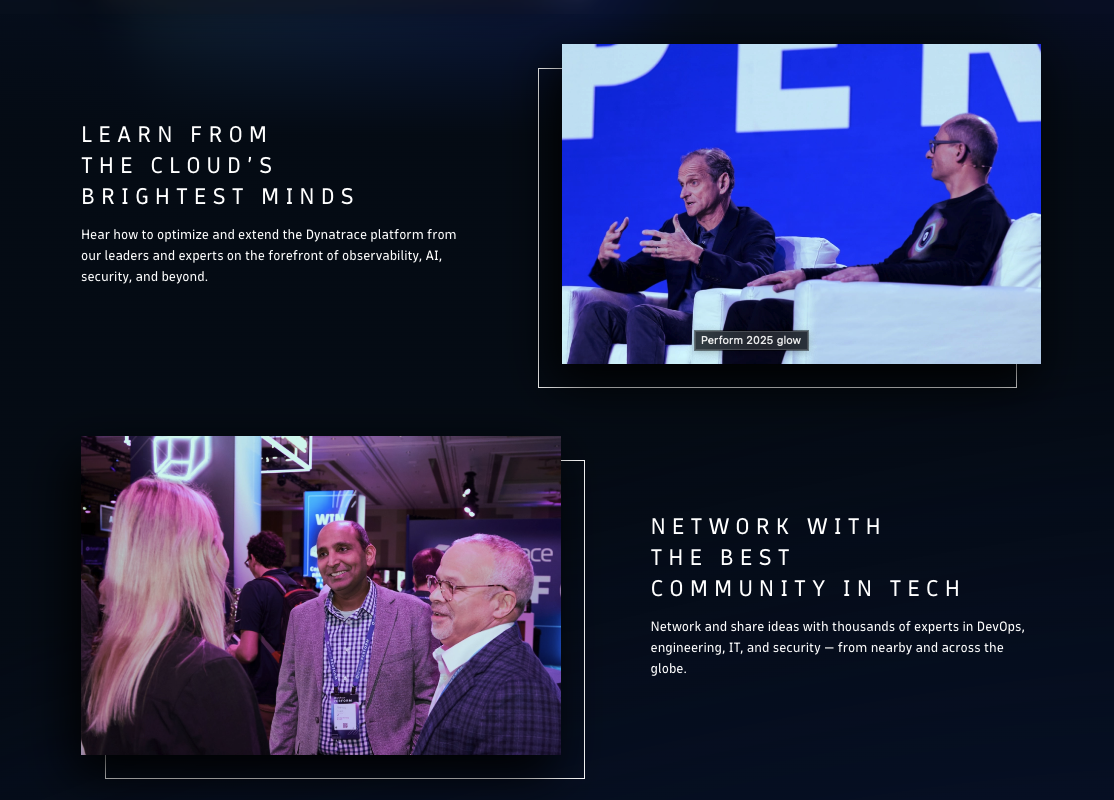 PER
LEARN FROM
THE CLOUD’S
BRIGHTEST MINDS
Hear how to optimize and extend the Dynatrace platform from
our leaders and experts on the forefront of observability, AI,
security, and beyond.
Perform 2025 glow
WIN
ace
F
NETWORK WITH
THE BEST
COMMUNITY IN TECH
Network and share ideas with thousands of experts in DevOps,
engineering, IT, and security — from nearby and across the
globe.